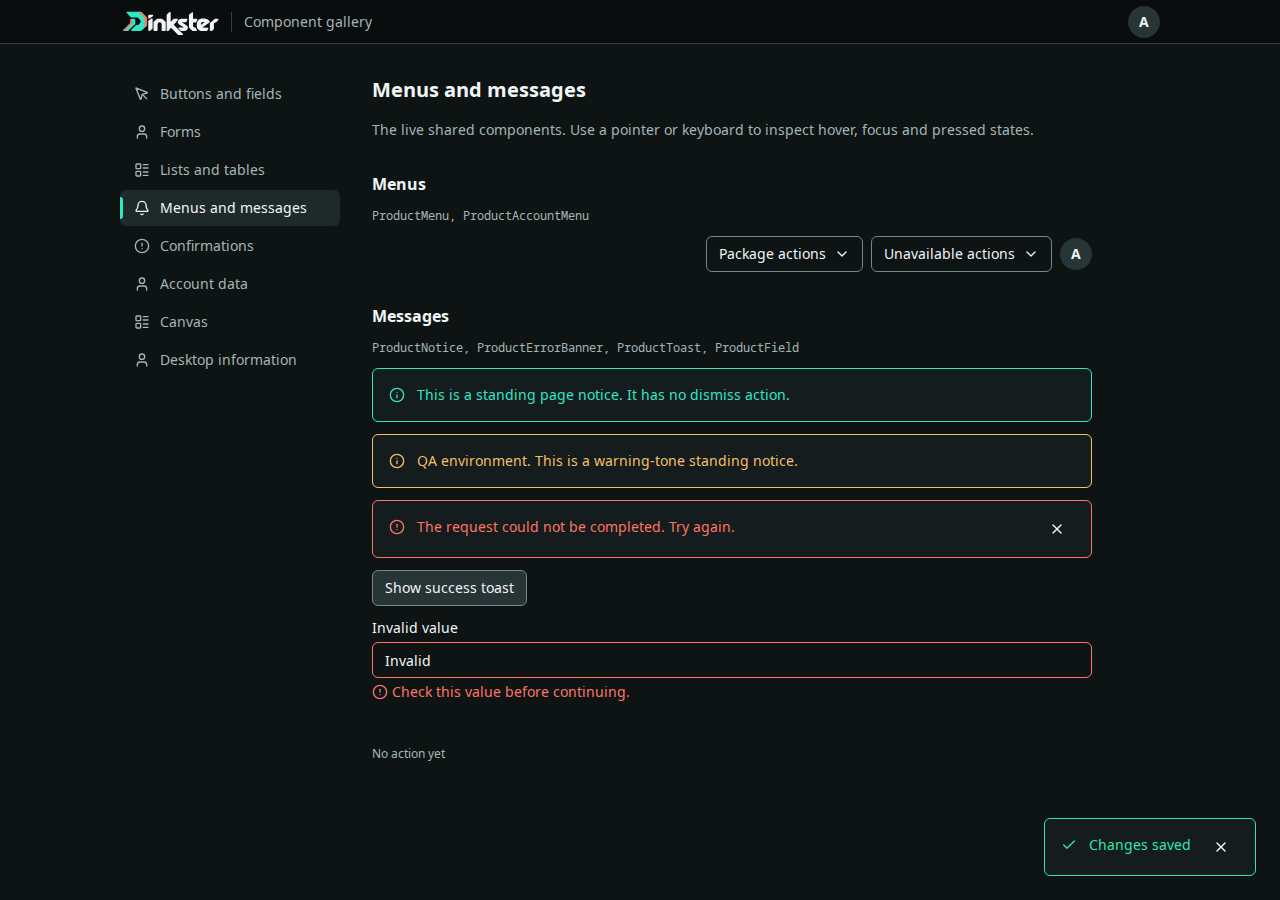 Dinkster
Component gallery
A
Buttons and fields
Forms
Lists and tables
Menus and messages
Confirmations
Account data
Canvas
Desktop information
Menus and messages
The live shared components. Use a pointer or keyboard to inspect hover, focus and pressed states.
Menus
ProductMenu, ProductAccountMenu
Package actions
Unavailable actions
A
Messages
ProductNotice, ProductErrorBanner, ProductToast, ProductField
This is a standing page notice. It has no dismiss action.
QA environment. This is a warning-tone standing notice.
The request could not be completed. Try again.
Show success toast
Invalid value
Invalid
Check this value before continuing.
No action yet
Changes saved